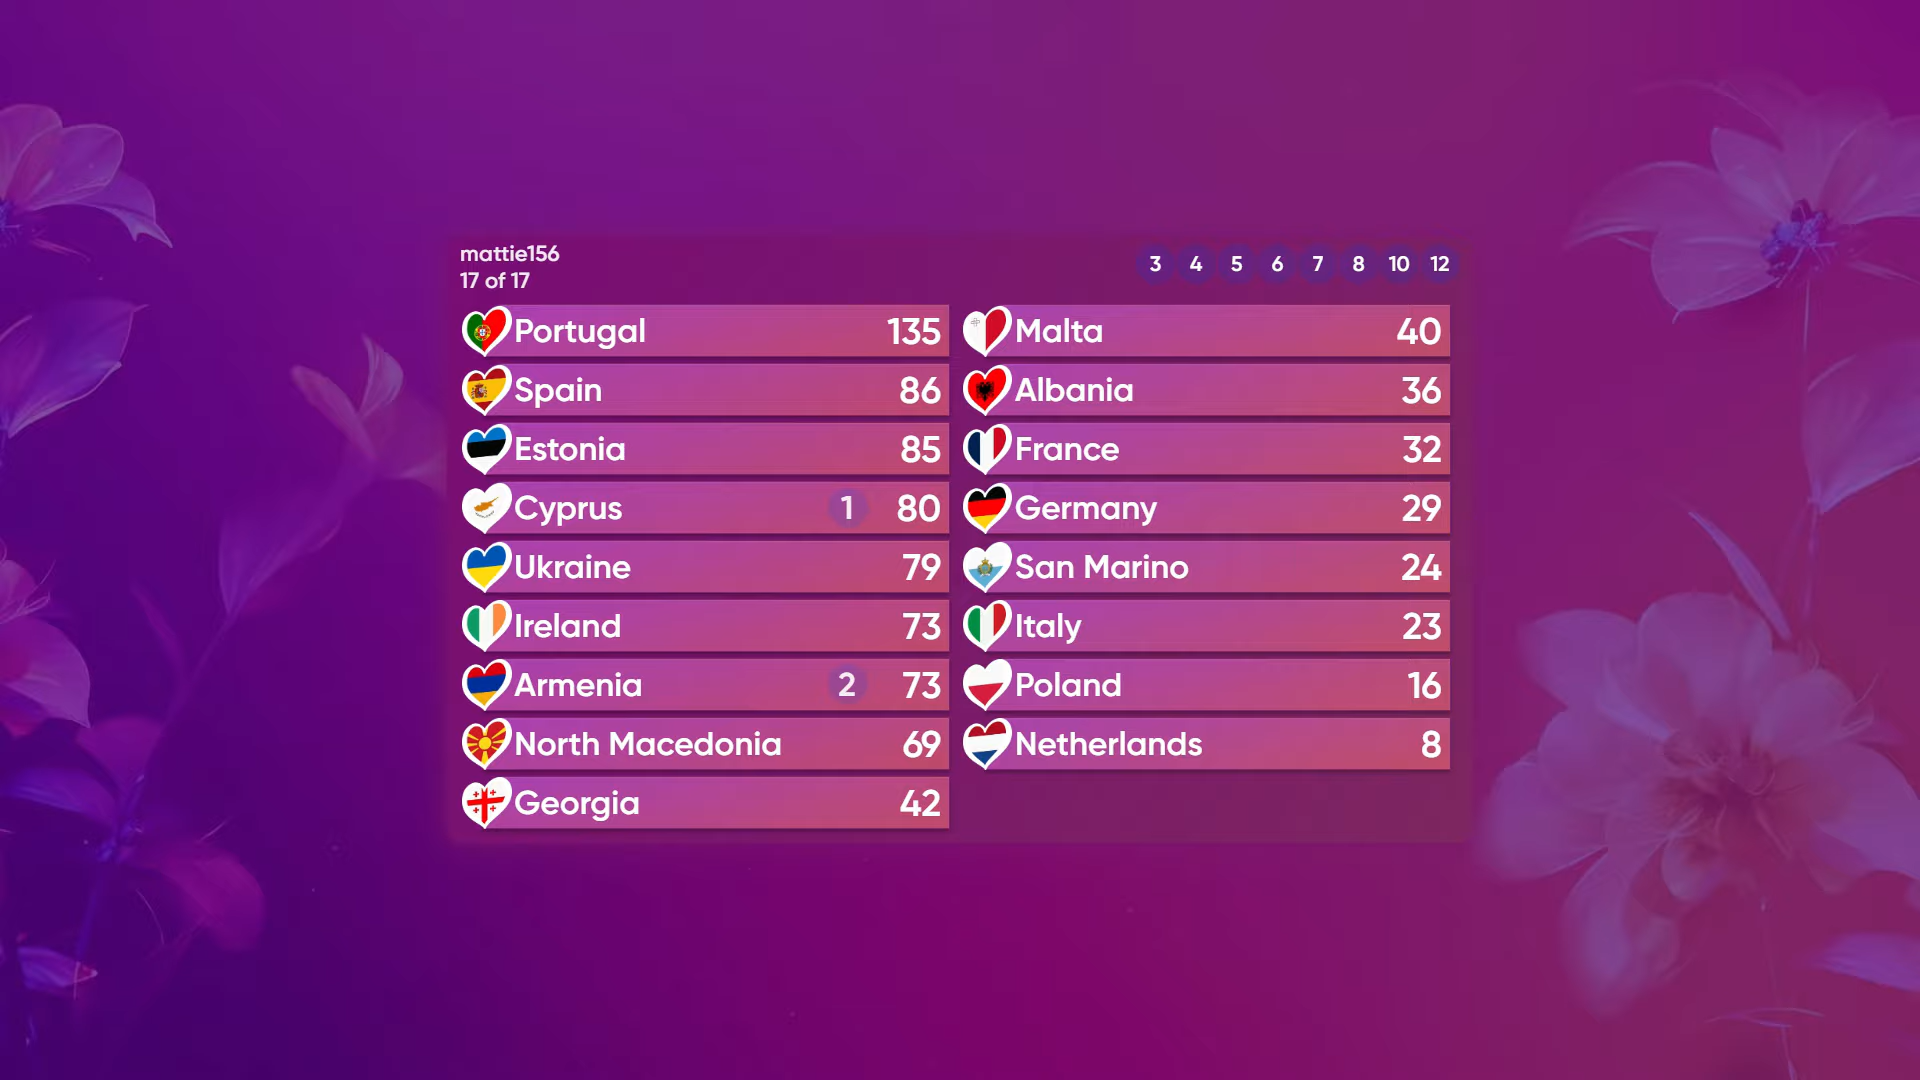 mattie156
17 of 17
3 4 5 6 7 8 10 12
Portugal 135
Spain 86
Estonia 85
Cyprus 1 80
Ukraine 79
Ireland 73
Armenia 2 73
North Macedonia 69
Georgia 42
Malta 40
Albania 36
France 32
Germany 29
San Marino 24
Italy 23
Poland 16
Netherlands 8